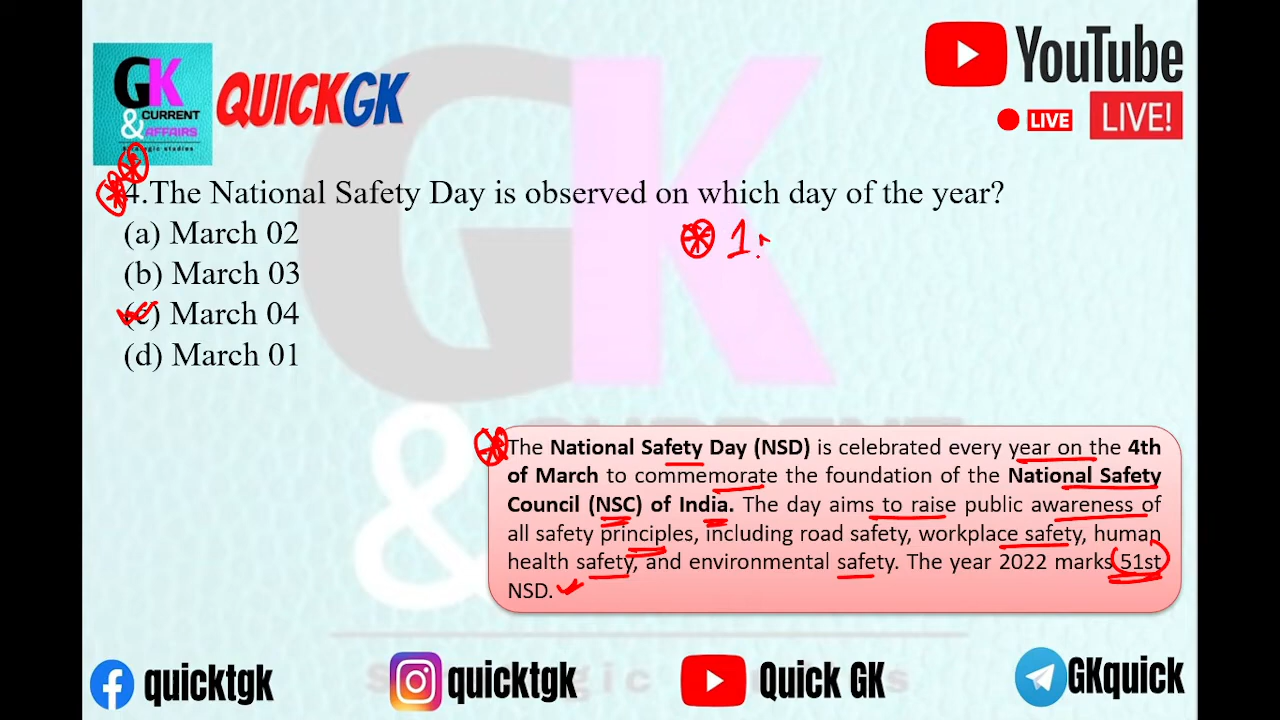 GK
CURRENT
& AFFAIRS
Strategic studies
QUICKGK
YouTube
LIVE
LIVE!
4.The National Safety Day is observed on which day of the year?
(a) March 02
(b) March 03
(c) March 04
(d) March 01
The National Safety Day (NSD) is celebrated every year on the 4th
of March to commemorate the foundation of the National Safety
Council (NSC) of India. The day aims to raise public awareness of
all safety principles, including road safety, workplace safety, human
health safety, and environmental safety. The year 2022 marks 51st
NSD.
quicktgk
quicktgk
Quick GK
GKquick